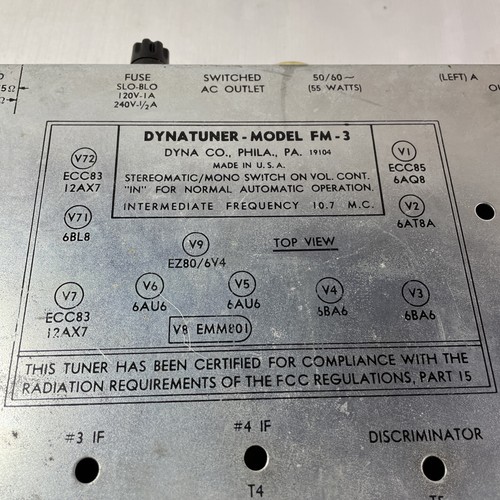 FUSE
SLO-BLO
120V-1A
240V-½A
SWITCHED
AC OUTLET
50/60~
(55 WATTS)
(LEFT) A
5Ω
Ω
DYNATUNER - MODEL FM-3
DYNA CO., PHILA., PA. 19104
MADE IN U.S.A.
STEREOMATIC/MONO SWITCH ON VOL. CONT.
"IN" FOR NORMAL AUTOMATIC OPERATION.
INTERMEDIATE FREQUENCY 10.7 M.C.
V72
ECC83
12AX7
V1
ECC85
6AQ8
V71
6BL8
V2
6AT8A
V9
EZ80/6V4
TOP VIEW
V7
ECC83
12AX7
V6
6AU6
V5
6AU6
V4
6BA6
V3
6BA6
V8 EMM801
THIS TUNER HAS BEEN CERTIFIED FOR COMPLIANCE WITH THE
RADIATION REQUIREMENTS OF THE FCC REGULATIONS, PART 15
#3 IF
#4 IF
DISCRIMINATOR
T4